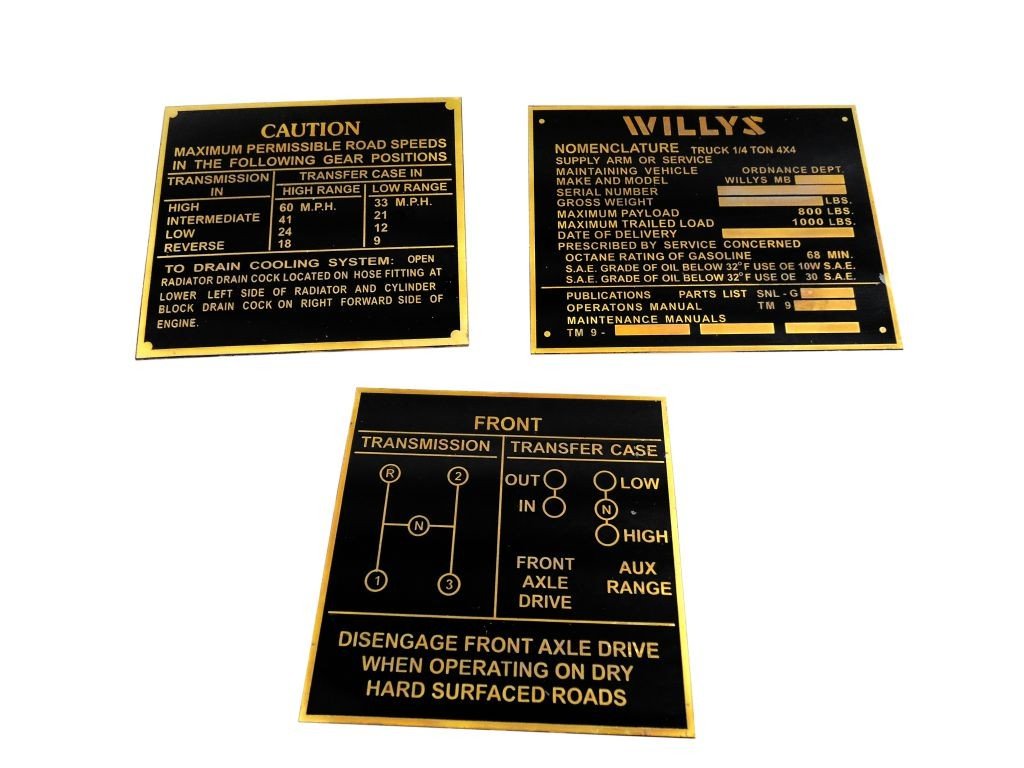 CAUTION
MAXIMUM PERMISSIBLE ROAD SPEEDS
IN THE FOLLOWING GEAR POSITIONS
TRANSMISSION IN
TRANSFER CASE IN
HIGH RANGE LOW RANGE
HIGH 60 M.P.H. 33 M.P.H.
INTERMEDIATE 41 21
LOW 24 12
REVERSE 18 9
TO DRAIN COOLING SYSTEM: OPEN
RADIATOR DRAIN COCK LOCATED ON HOSE FITTING AT
LOWER LEFT SIDE OF RADIATOR AND CYLINDER
BLOCK DRAIN COCK ON RIGHT FORWARD SIDE OF
ENGINE.
WILLYS
NOMENCLATURE TRUCK 1/4 TON 4X4
SUPPLY ARM OR SERVICE
MAINTAINING VEHICLE ORDNANCE DEPT.
MAKE AND MODEL WILLYS MB
SERIAL NUMBER
GROSS WEIGHT LBS.
MAXIMUM PAYLOAD 800 LBS.
MAXIMUM TRAILED LOAD 1000 LBS.
DATE OF DELIVERY
PRESCRIBED BY SERVICE CONCERNED
OCTANE RATING OF GASOLINE 68 MIN.
S.A.E. GRADE OF OIL BELOW 32°F USE OE 10W S.A.E.
S.A.E. GRADE OF OIL BELOW 32°F USE OE 30 S.A.E.
PUBLICATIONS PARTS LIST SNL - G
OPERATONS MANUAL TM 9
MAINTENANCE MANUALS
TM 9 -
FRONT
TRANSMISSION TRANSFER CASE
R 2
OUT LOW
IN N
N HIGH
1 3
FRONT AUX
AXLE RANGE
DRIVE
DISENGAGE FRONT AXLE DRIVE
WHEN OPERATING ON DRY
HARD SURFACED ROADS